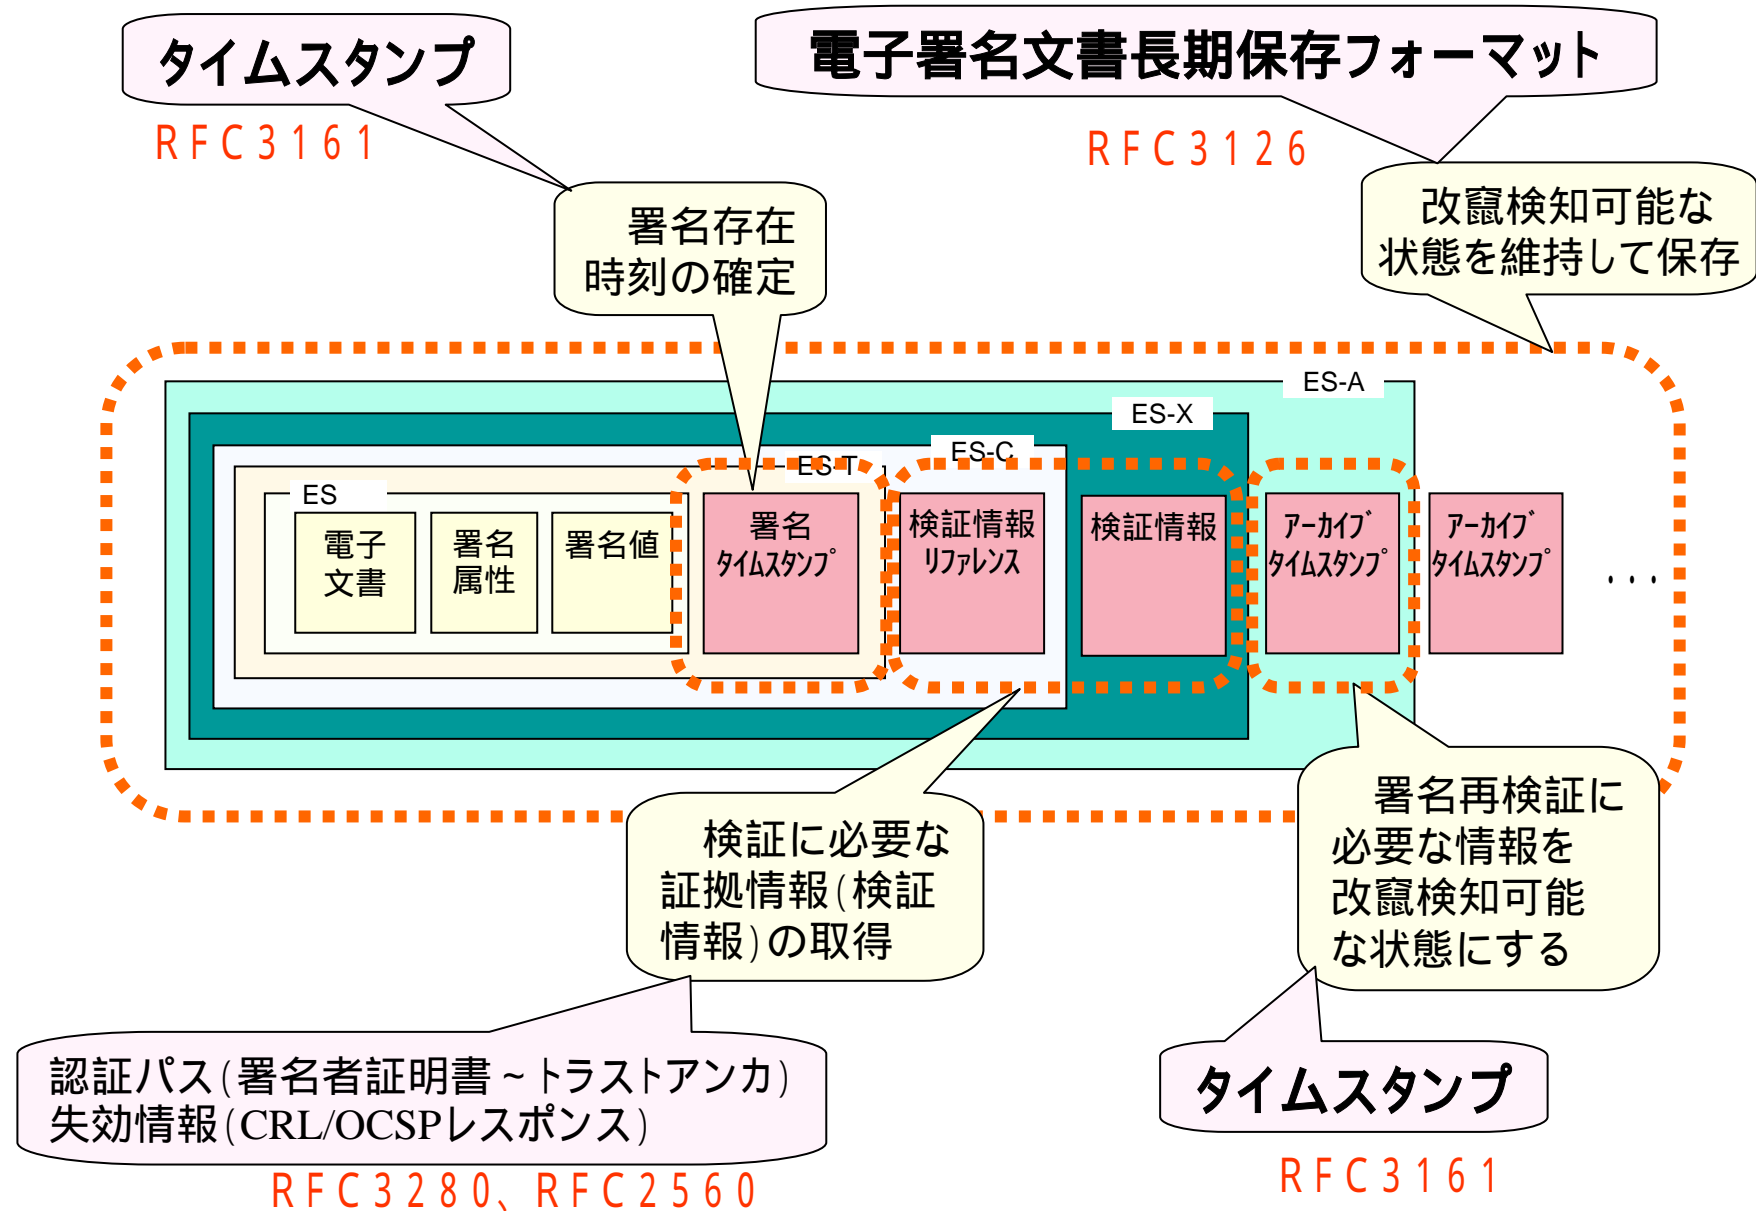 タイムスタンプ
電子署名文書長期保存フォーマット
RFC3161
RFC3126
署名存在
時刻の確定
改竄検知可能な
状態を維持して保存
ES-A
ES-X
ES-C
ES-T
ES
電子
文書
署名
属性
署名値
署名
ﾀｲﾑｽﾀﾝﾌﾟ
検証情報
ﾘﾌｧﾚﾝｽ
検証情報
ｱｰｶｲﾌﾞ
ﾀｲﾑｽﾀﾝﾌﾟ
ｱｰｶｲﾌﾞ
ﾀｲﾑｽﾀﾝﾌﾟ
・・・
検証に必要な
証拠情報(検証
情報)の取得
署名再検証に
必要な情報を
改竄検知可能
な状態にする
認証パス(署名者証明書~トラストアンカ)
失効情報(CRL/OCSPレスポンス)
RFC3280、RFC2560
タイムスタンプ
RFC3161